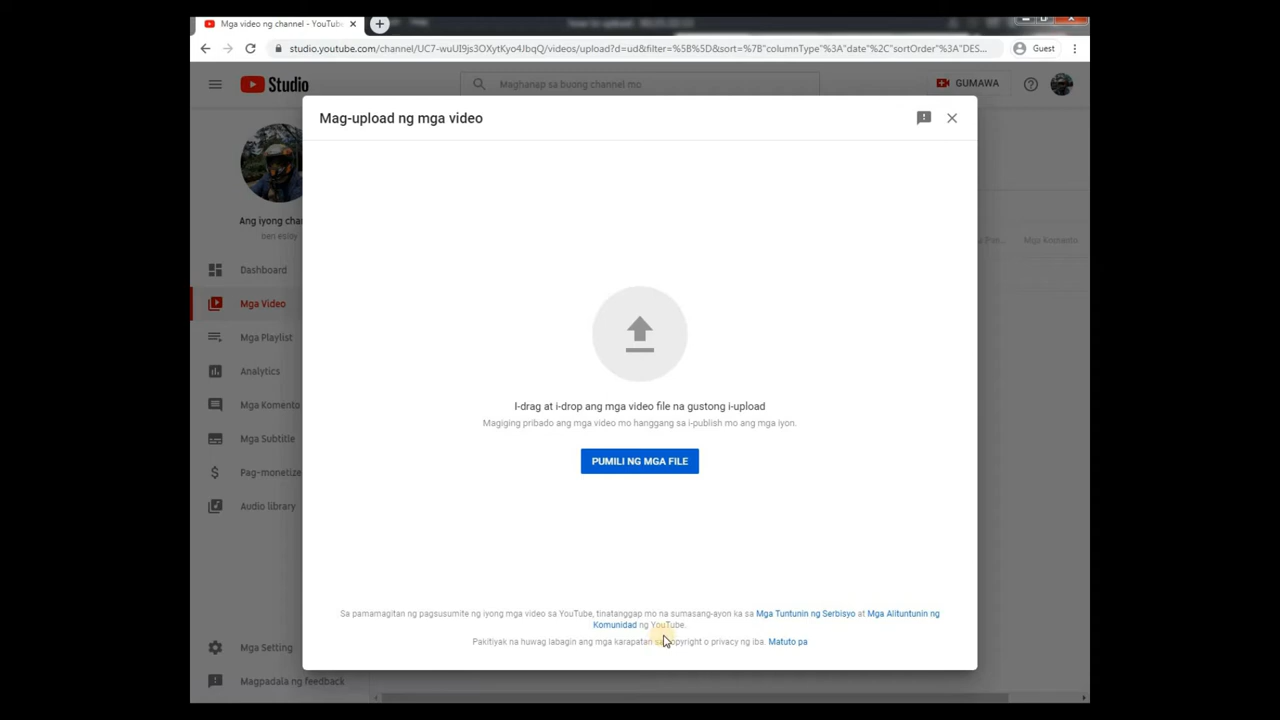 Mga video ng channel - YouTube
studio.youtube.com/channel/UC7-wuUI9js3OXytKyo4JbqQ/videos/upload?d=ud&filter=%5B%5D&sort=%7B"columnType"%3A"date"%2C"sortOrder"%3A"DES...
Guest
Studio
Maghanap sa buong channel mo
GUMAWA
Mag-upload ng mga video
Ang iyong chan
Mga Komento
Dashboard
Mga Video
Mga Playlist
Analytics
Mga Komento
Mga Subtitle
Pag-monetize
Audio library
I-drag at i-drop ang mga video file na gustong i-upload
Magiging pribado ang mga video mo hanggang sa i-publish mo ang mga iyon.
PUMILI NG MGA FILE
Sa pamamagitan ng pagsusumite ng iyong mga video sa YouTube, tinatanggap mo na sumasang-ayon ka sa Mga Tuntunin ng Serbisyo at Mga Alituntunin ng
Komunidad ng YouTube.
Pakitiyak na huwag labagin ang mga karapatan sa copyright o privacy ng iba. Matuto pa
Mga Setting
Magpadala ng feedback